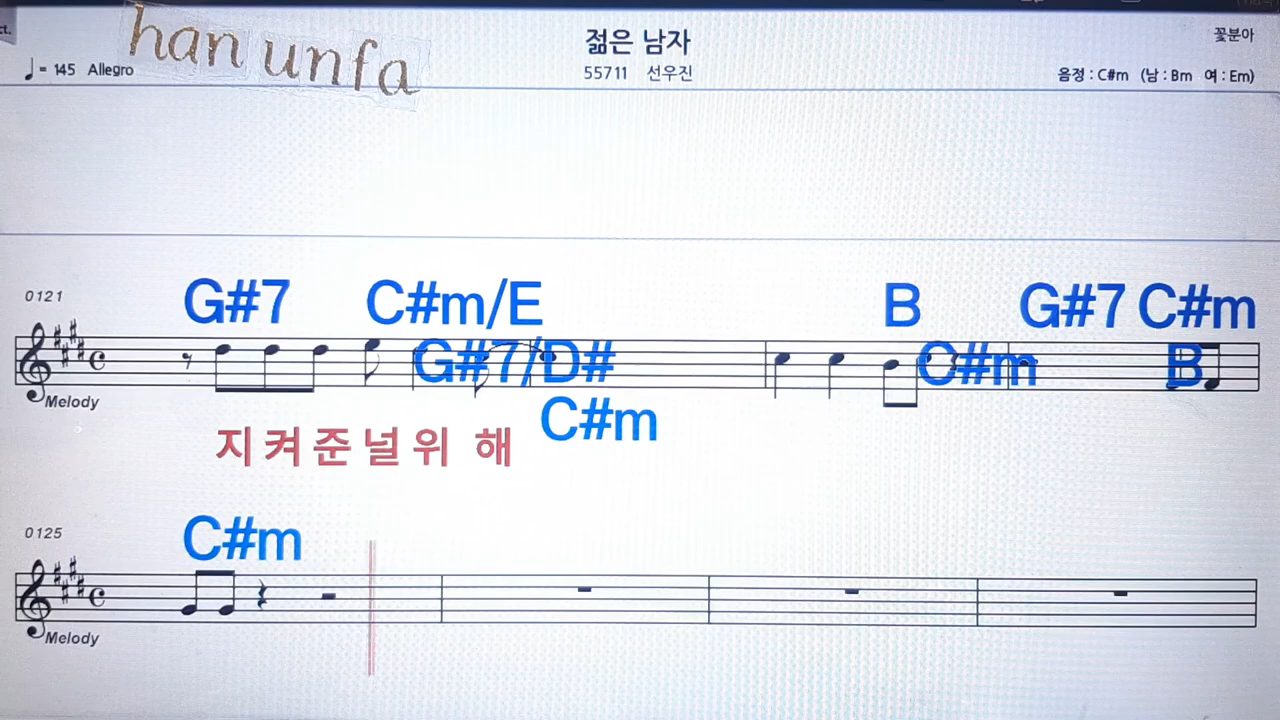 ct.
han unfa
젊은 남자
꽃분아
♩ = 145 Allegro
55711 선우진
음정 : C#m (남 : Bm 여 : Em)
0121
G#7 C#m/E B G#7 C#m
G#7/D# C#m B
C#m
Melody
지켜준널위 해
0125
C#m
Melody